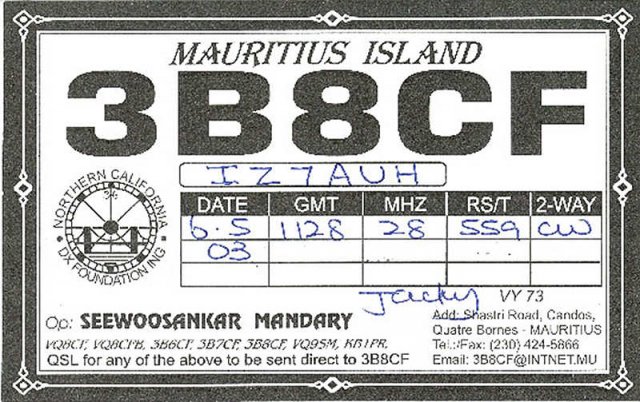 MAURITIUS ISLAND
3B8CF
IZ7AUH
NORTHERN CALIFORNIA
DX FOUNDATION INC
DATE GMT MHZ RS/T 2-WAY
6.5 1128 28 559 CW
03
Jacky VY 73
Op: SEEWOOSANKAR MANDARY
VQ8CF, VQ8CFB, 3B6CF, 3B7CF, 3B8CF, VQ9SM, KB1PR,
QSL for any of the above to be sent direct to 3B8CF
Add: Shastri Road, Candos,
Quatre Bornes - MAURITIUS
Tel.:/Fax: (230) 424-5866
Email: 3B8CF@INTNET.MU